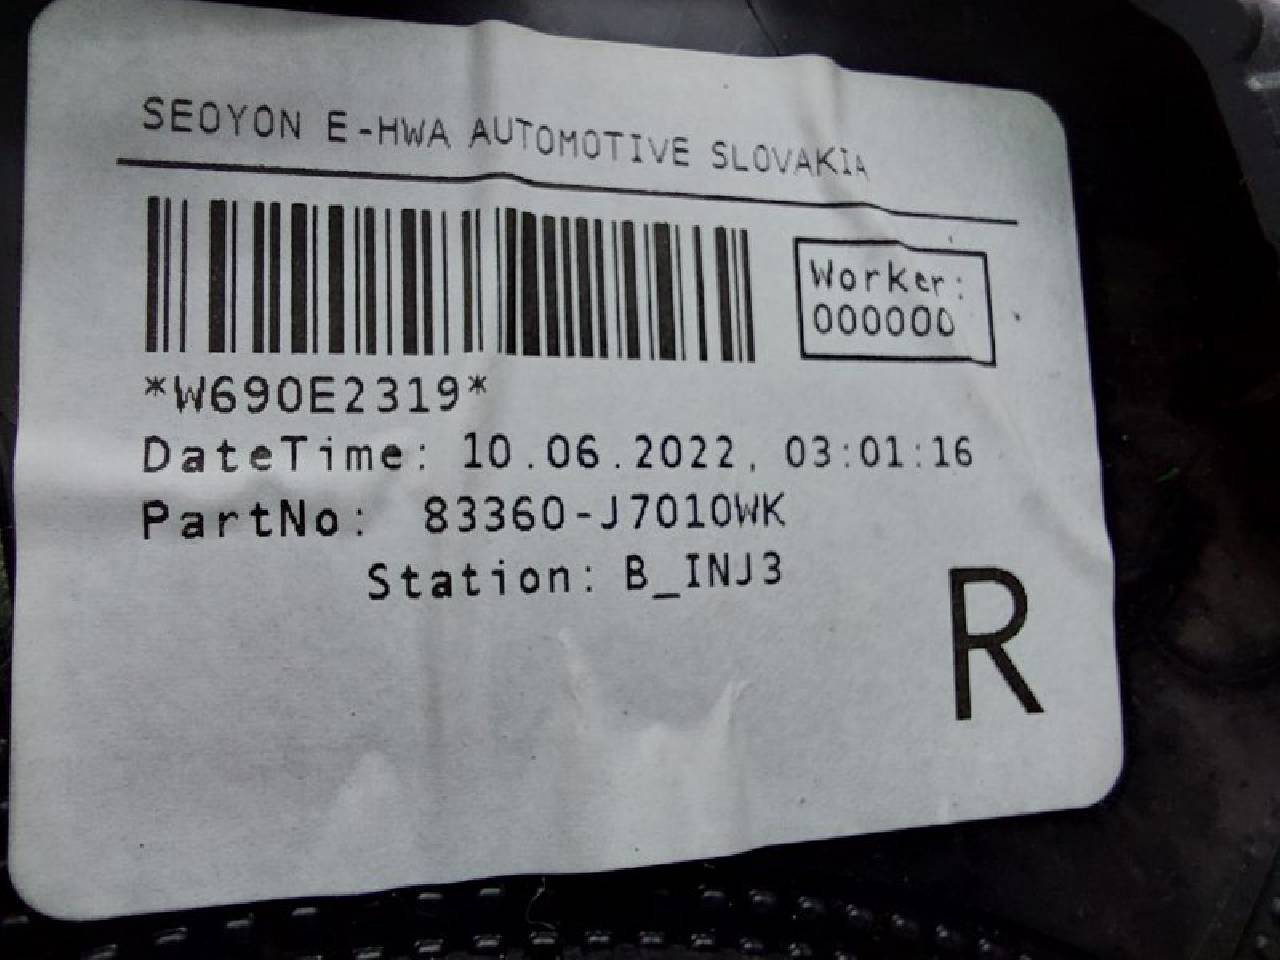 SEOYON E-HWA AUTOMOTIVE SLOVAKIA
Worker:
000000
*W690E2319*
DateTime: 10.06.2022, 03:01:16
PartNo: 83360-J7010WK
Station: B_INJ3
R